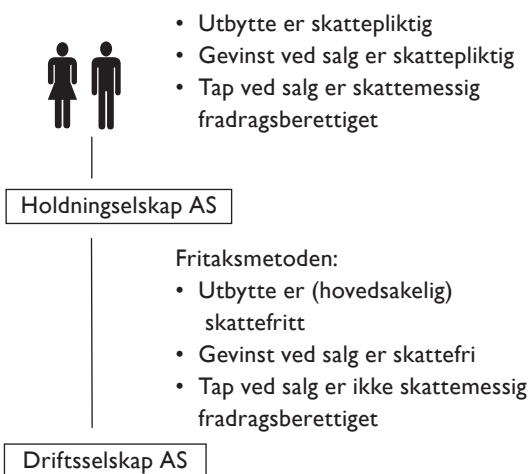 • Utbytte er skattepliktig
• Gevinst ved salg er skattepliktig
• Tap ved salg er skattemessig
fradragsberettiget
Holdningselskap AS
Fritaksmetoden:
• Utbytte er (hovedsakelig)
skattefritt
• Gevinst ved salg er skattefri
• Tap ved salg er ikke skattemessig
fradragsberettiget
Driftsselskap AS